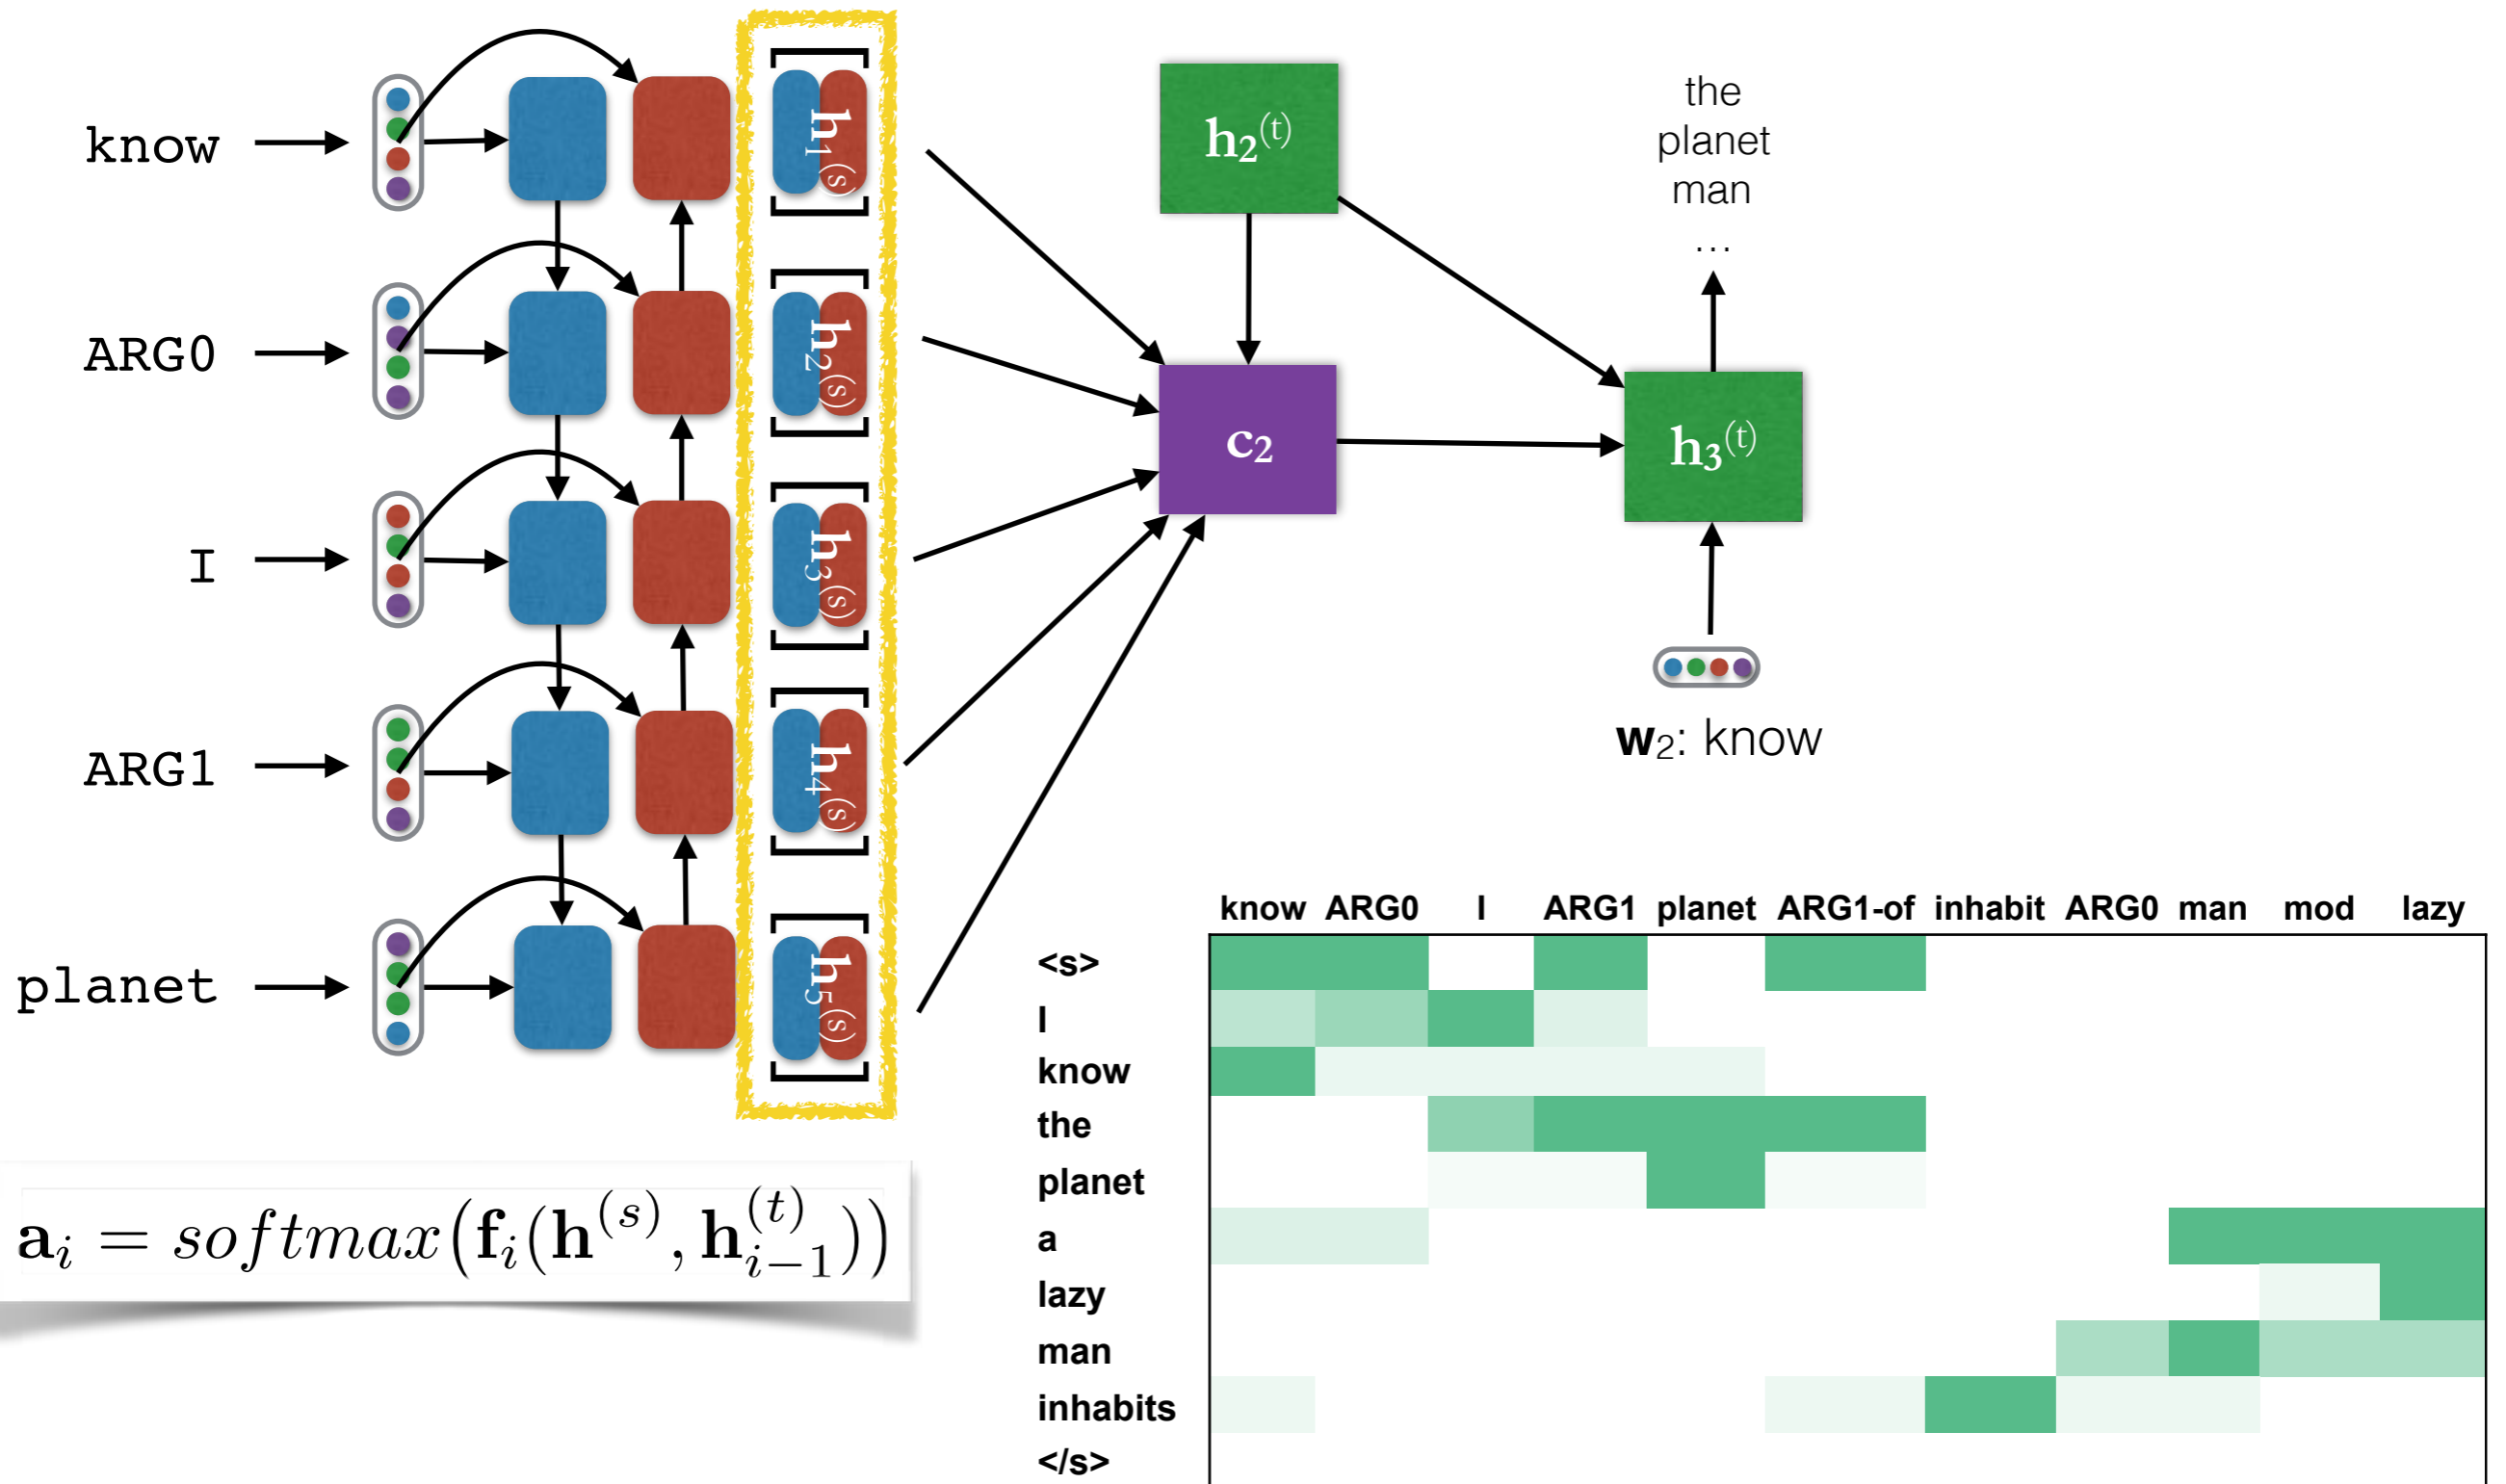 know
ARG0
I
ARG1
planet
h₁⁽ˢ⁾
h₂⁽ˢ⁾
h₃⁽ˢ⁾
h₄⁽ˢ⁾
h₅⁽ˢ⁾
h₂⁽ᵗ⁾
c₂
h₃⁽ᵗ⁾
the
planet
man
...
w₂: know
aᵢ = softmax(fᵢ(h⁽ˢ⁾, hᵢ₋₁⁽ᵗ⁾))
know ARG0 I ARG1 planet ARG1-of inhabit ARG0 man mod lazy
<s>
I
know
the
planet
a
lazy
man
inhabits
</s>